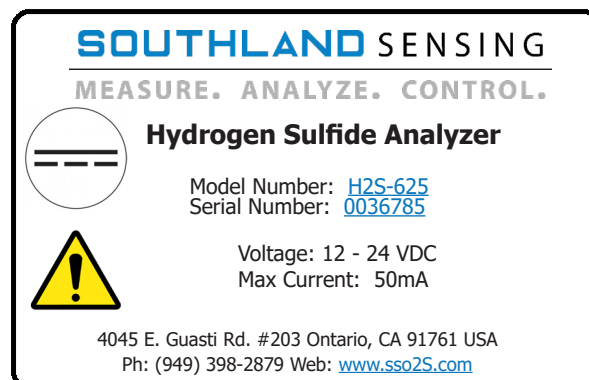 SOUTHLAND SENSING
MEASURE. ANALYZE. CONTROL.
Hydrogen Sulfide Analyzer
Model Number: H2S-625
Serial Number: 0036785
Voltage: 12 - 24 VDC
Max Current: 50mA
4045 E. Guasti Rd. #203 Ontario, CA 91761 USA
Ph: (949) 398-2879 Web: www.sso2S.com